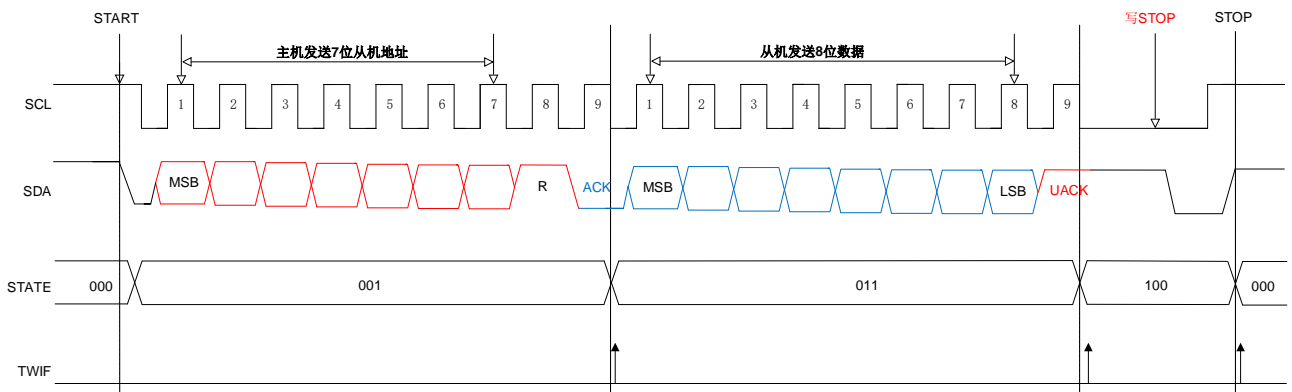 START 写STOP STOP
主机发送7位从机地址 从机发送8位数据
SCL 1 2 3 4 5 6 7 8 9 1 2 3 4 5 6 7 8 9
SDA MSB R ACK MSB LSB UACK
STATE 000 001 011 100 000
TWIF